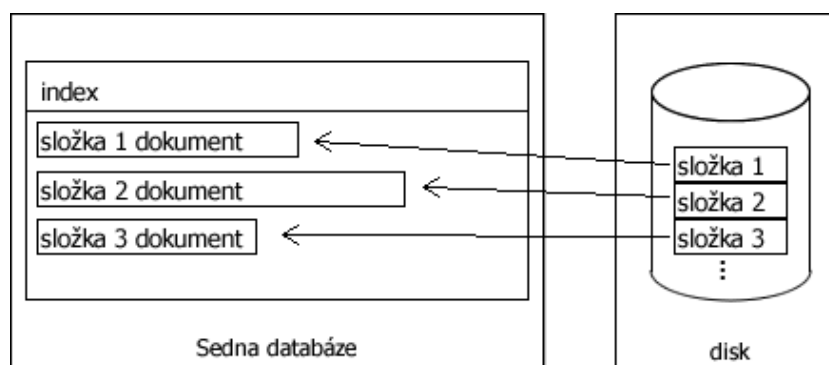 index
složka 1 dokument
složka 2 dokument
složka 3 dokument
Sedna databáze
složka 1
složka 2
složka 3
⋮
disk